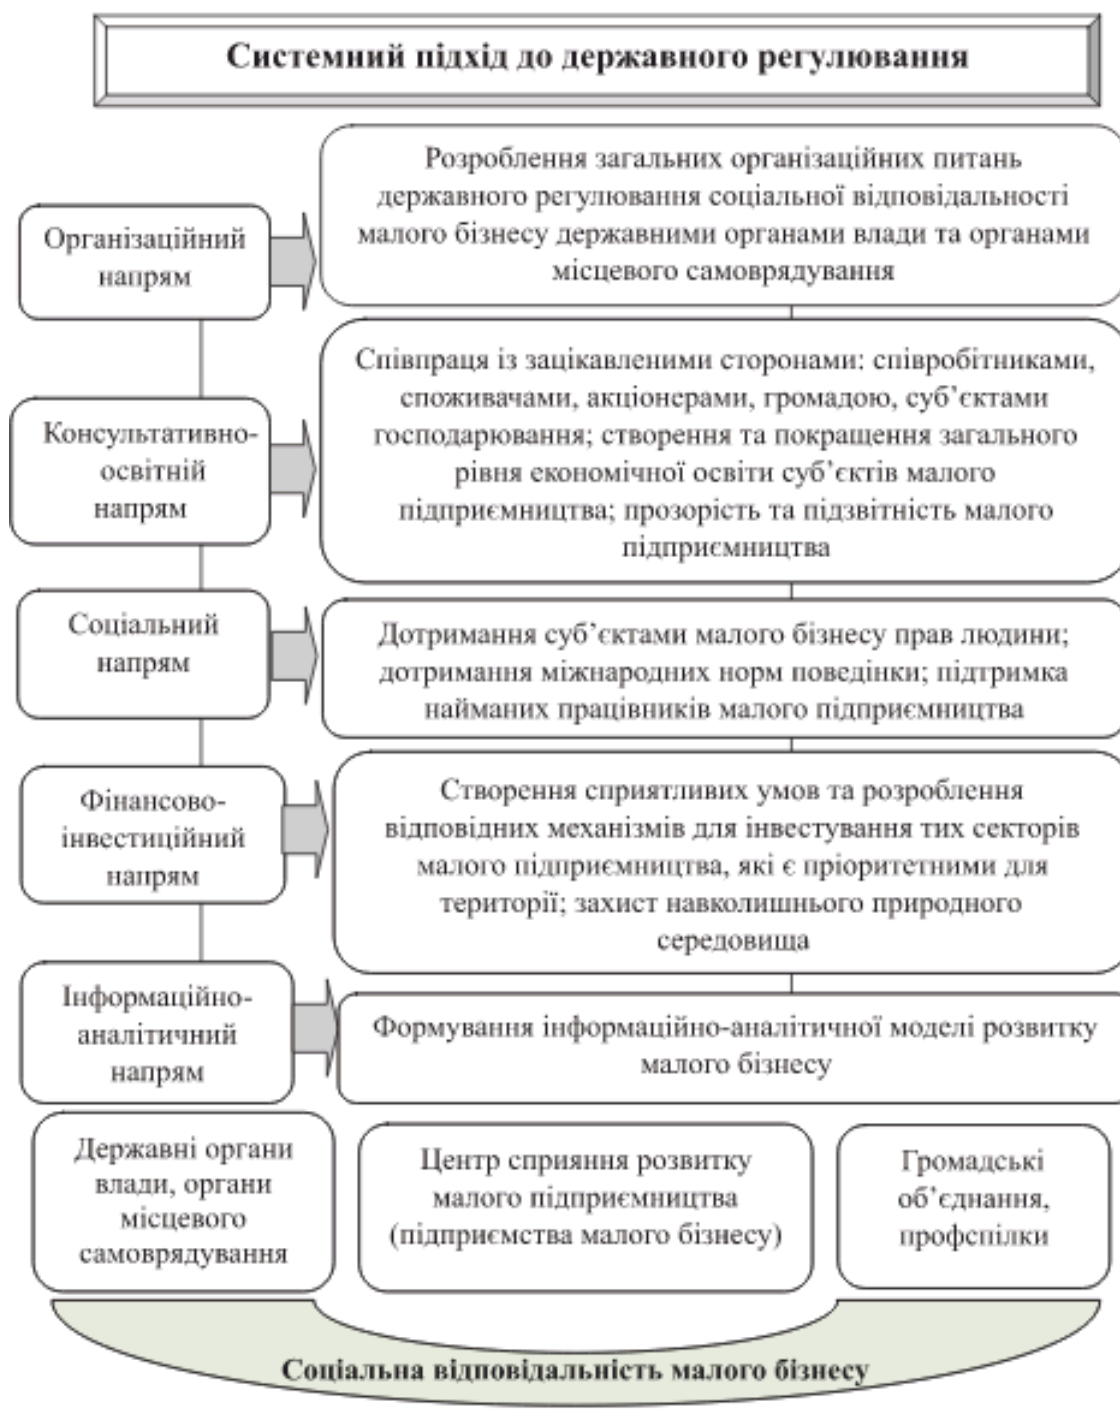 Системний підхід до державного регулювання
Організаційний
напрям
Розроблення загальних організаційних питань
державного регулювання соціальної відповідальності
малого бізнесу державними органами влади та органами
місцевого самоврядування
Консультативно-
освітній
напрям
Співпраця із зацікавленими сторонами: співробітниками,
споживачами, акціонерами, громадою, суб’єктами
господарювання; створення та покращення загального
рівня економічної освіти суб’єктів малого
підприємництва; прозорість та підзвітність малого
підприємництва
Соціальний
напрям
Дотримання суб’єктами малого бізнесу прав людини;
дотримання міжнародних норм поведінки; підтримка
найманих працівників малого підприємництва
Фінансово-
інвестиційний
напрям
Створення сприятливих умов та розроблення
відповідних механізмів для інвестування тих секторів
малого підприємництва, які є пріоритетними для
території; захист навколишнього природного
середовища
Інформаційно-
аналітичний
напрям
Формування інформаційно-аналітичної моделі розвитку
малого бізнесу
Державні органи
влади, органи
місцевого
самоврядування
Центр сприяння розвитку
малого підприємництва
(підприємства малого бізнесу)
Громадські
об’єднання,
профспілки
Соціальна відповідальність малого бізнесу